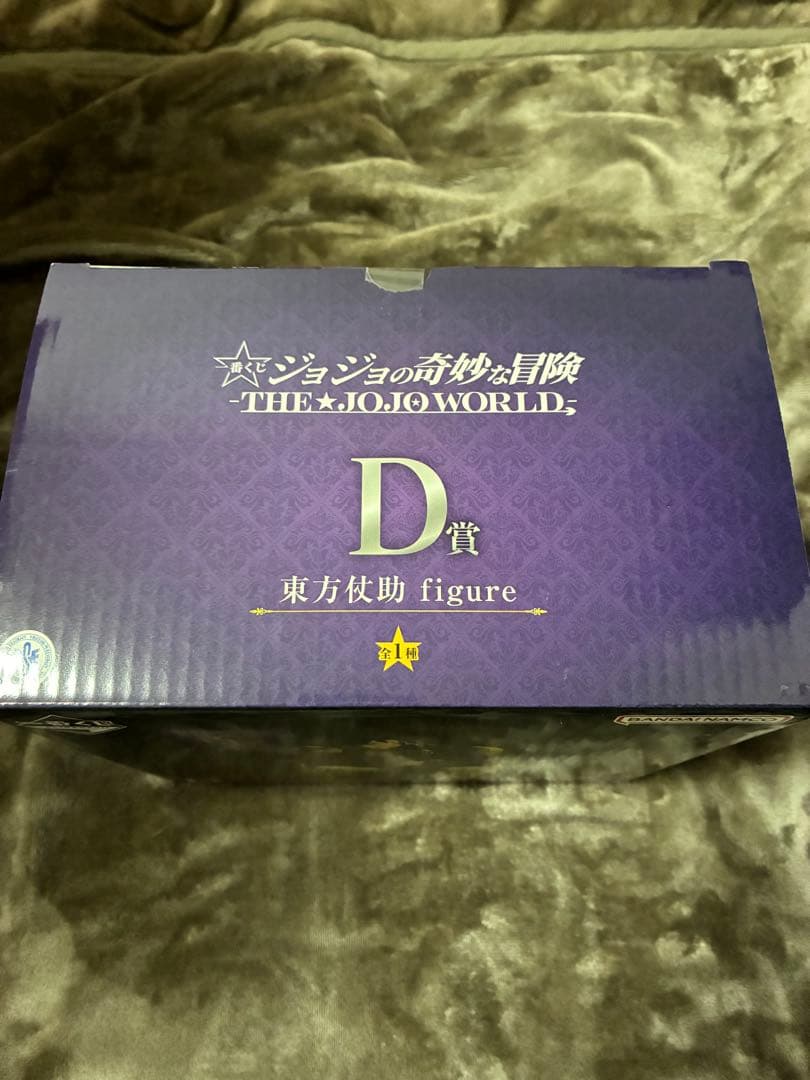 一番くじ ジョジョの奇妙な冒険
-THE★JOJO WORLD-
D賞
東方仗助 figure
全1種
BANDAI NAMCO